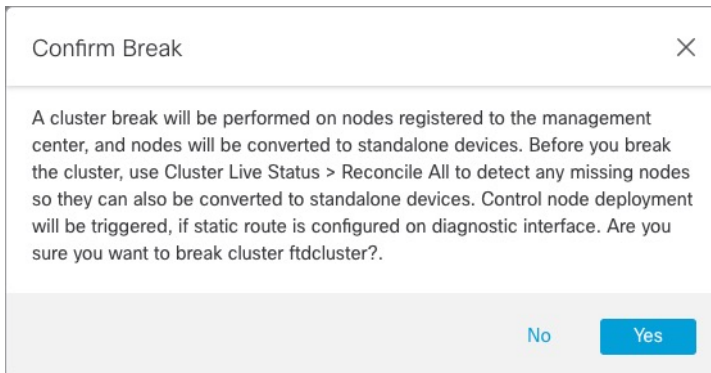 Confirm Break
A cluster break will be performed on nodes registered to the management
center, and nodes will be converted to standalone devices. Before you break
the cluster, use Cluster Live Status > Reconcile All to detect any missing nodes
so they can also be converted to standalone devices. Control node deployment
will be triggered, if static route is configured on diagnostic interface. Are you
sure you want to break cluster ftdcluster?.
No Yes